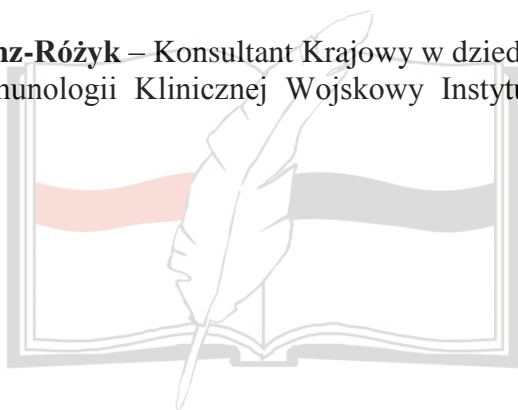 nz-Różyk – Konsultant Krajowy w dzied
munologii Klinicznej Wojskowy Instytu